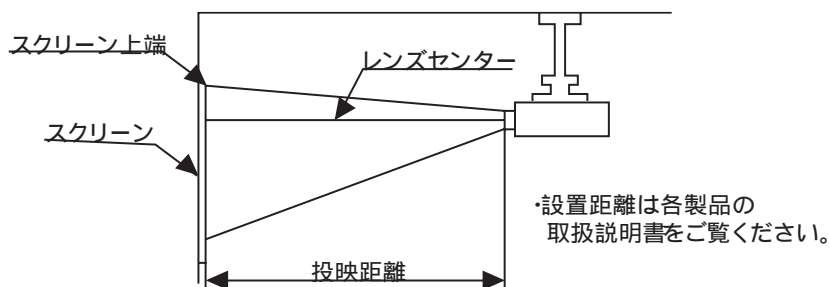 スクリーン上端
レンズセンター
スクリーン
・設置距離は各製品の
取扱説明書をご覧ください。
投映距離